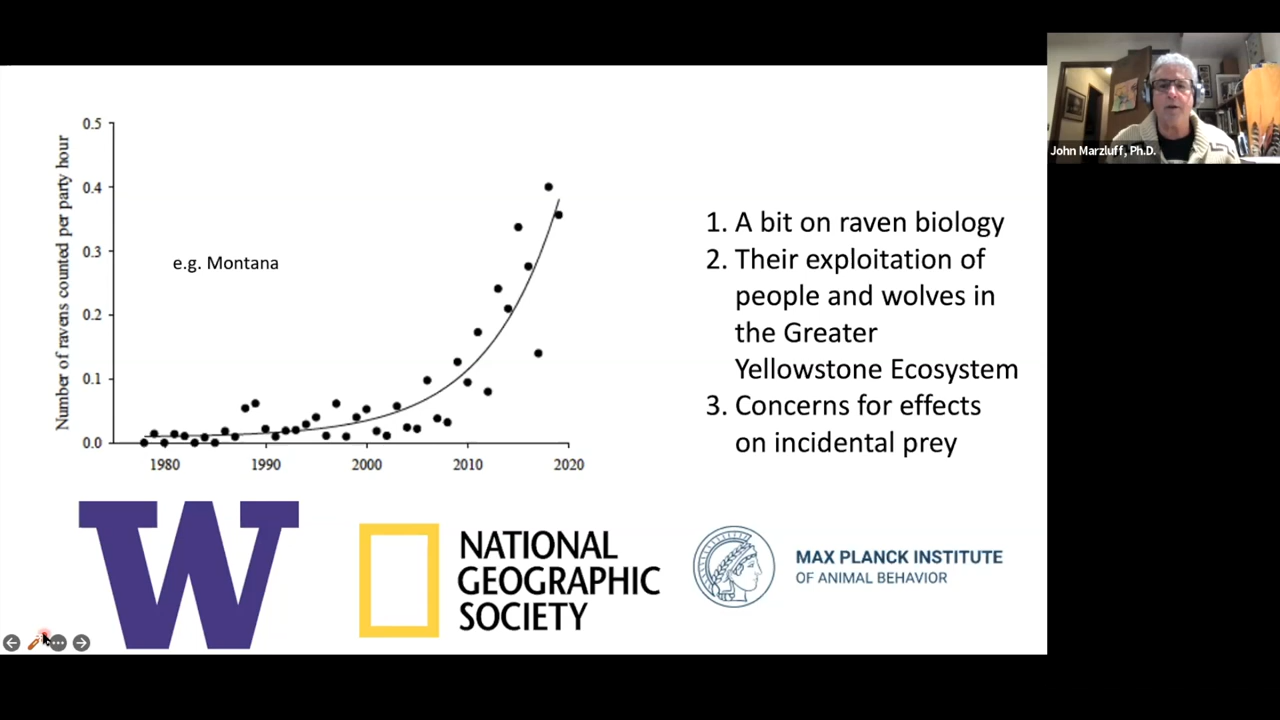 John Marzluff, Ph.D.
Number of ravens counted per party hour
0.5
0.4
0.3
0.2
0.1
0.0
e.g. Montana
1980
1990
2000
2010
2020
1. A bit on raven biology
2. Their exploitation of
people and wolves in
the Greater
Yellowstone Ecosystem
3. Concerns for effects
on incidental prey
W
NATIONAL
GEOGRAPHIC
SOCIETY
MAX PLANCK INSTITUTE
OF ANIMAL BEHAVIOR